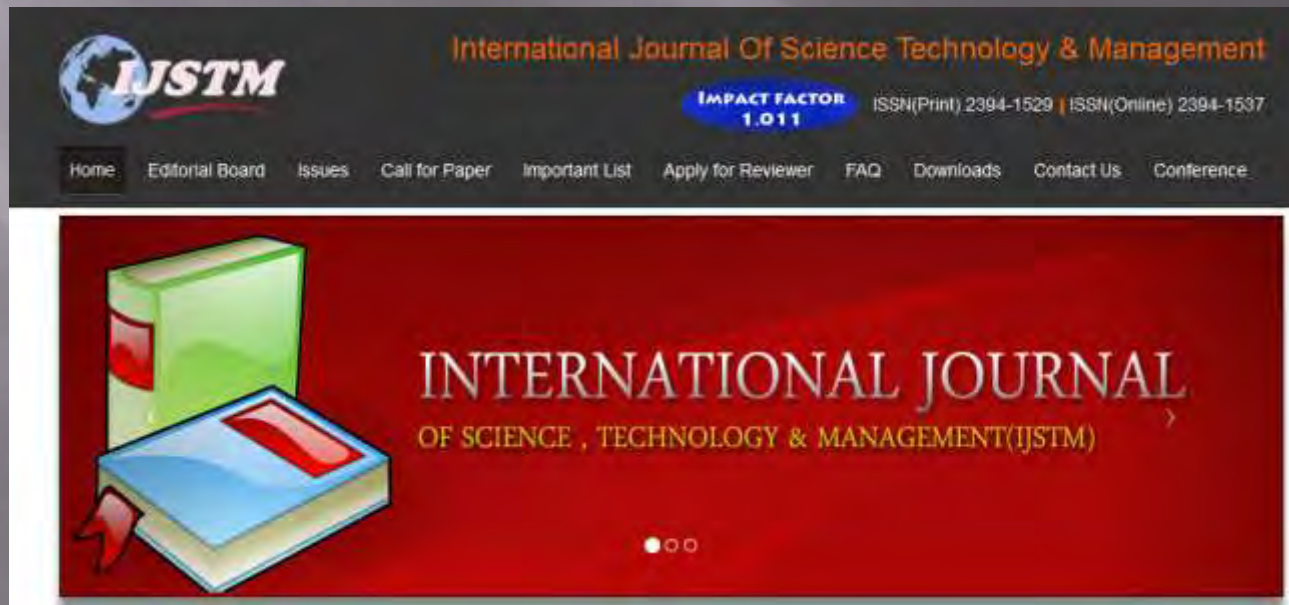 IJSTM
International Journal Of Science Technology & Management
IMPACT FACTOR
1.011
ISSN(Print) 2394-1529 | ISSN(Online) 2394-1537
Home Editorial Board Issues Call for Paper Important List Apply for Reviewer FAQ Downloads Contact Us Conference
INTERNATIONAL JOURNAL
OF SCIENCE , TECHNOLOGY & MANAGEMENT(IJSTM)